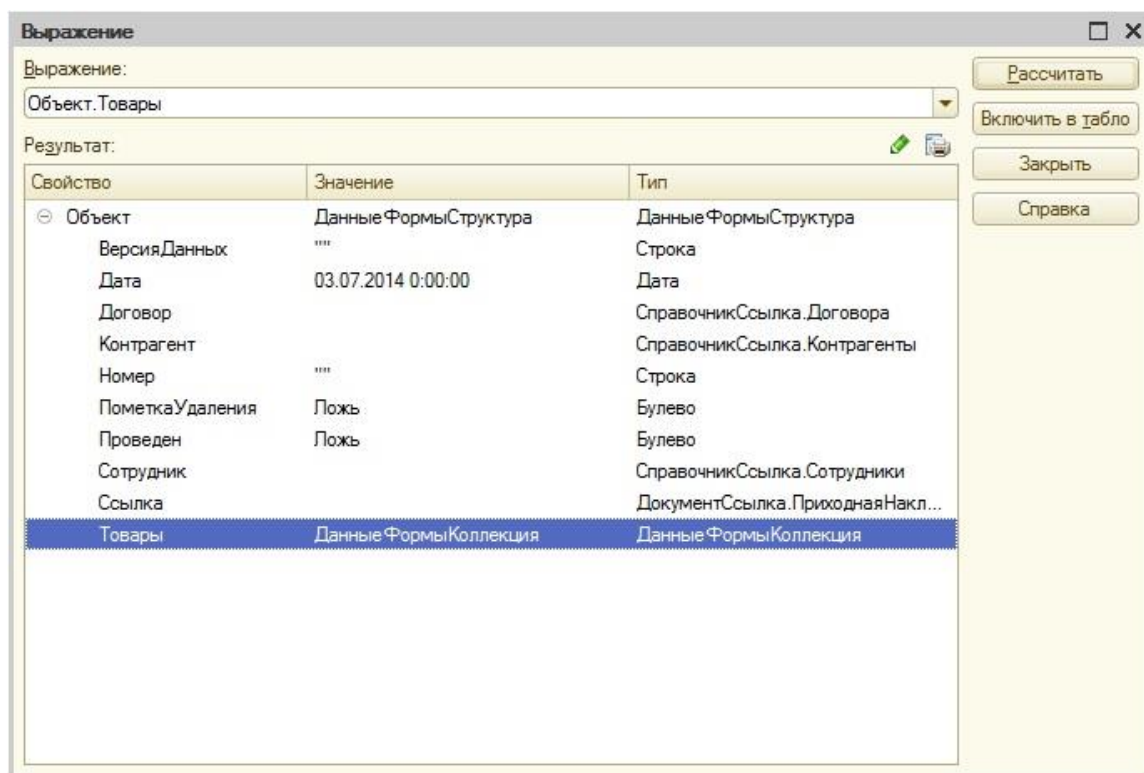 Выражение
Выражение:
Рассчитать
Объект.Товары
Включить в табло
Результат:
Закрыть
Свойство Значение Тип
Справка
Объект ДанныеФормыСтруктура ДанныеФормыСтруктура
ВерсияДанных "" Строка
Дата 03.07.2014 0:00:00 Дата
Договор СправочникСсылка.Договора
Контрагент СправочникСсылка.Контрагенты
Номер "" Строка
ПометкаУдаления Ложь Булево
Проведен Ложь Булево
Сотрудник СправочникСсылка.Сотрудники
Ссылка ДокументСсылка.ПриходнаяНакл...
Товары ДанныеФормыКоллекция ДанныеФормыКоллекция